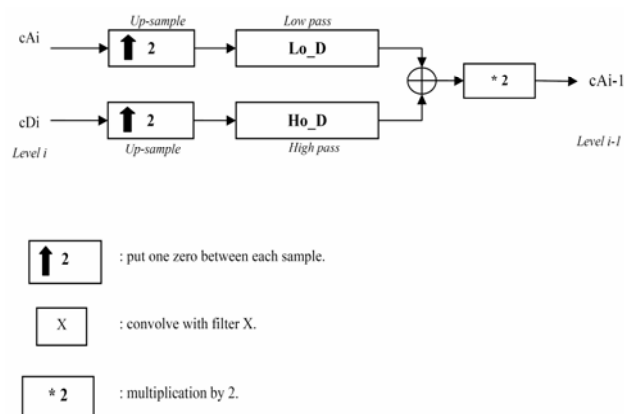 Up-sample
Low pass
cAi
2
Lo_D
* 2
cAi-1
cDi
2
Ho_D
Level i
Up-sample
High pass
Level i-1
2 : put one zero between each sample.
X : convolve with filter X.
* 2 : multiplication by 2.